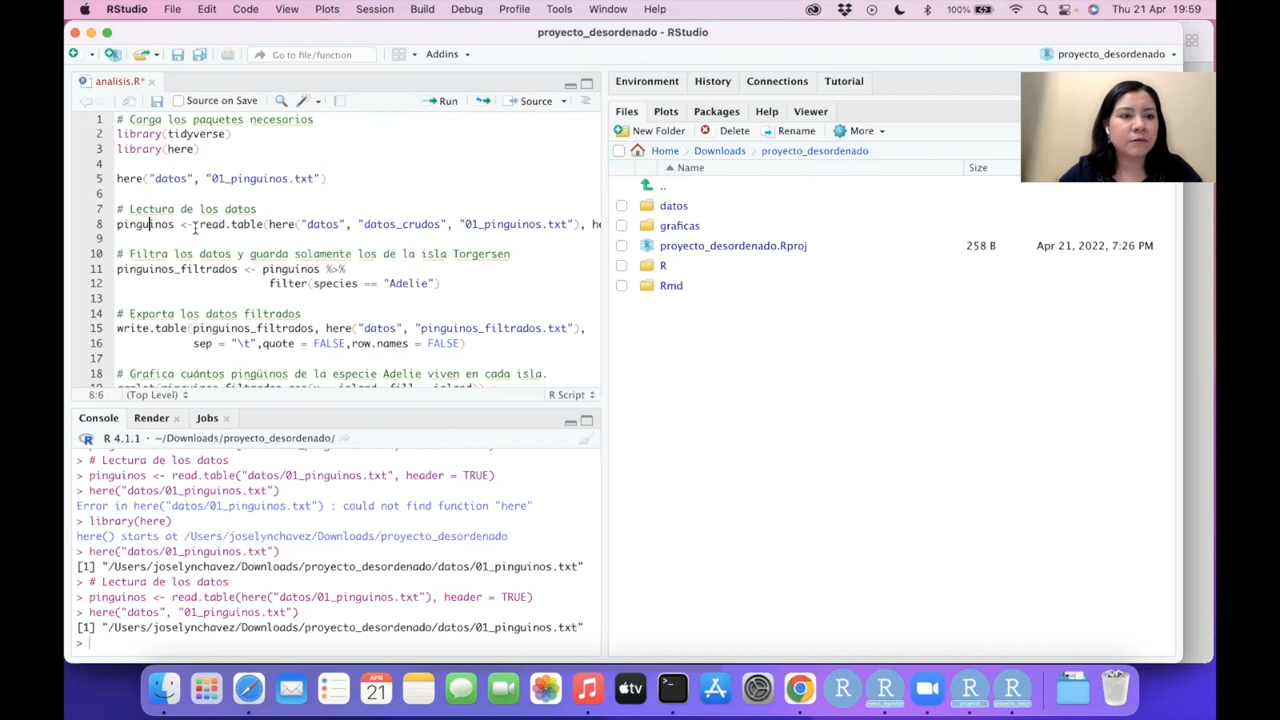 RStudio File Edit Code View Plots Session Build Debug Profile Tools Window Help 100% Thu 21 Apr 19:59
proyecto_desordenado - RStudio
Go to file/function Addins proyecto_desordenado
analisis.R*
Source on Save Run Source
1 # Carga los paquetes necesarios
2 library(tidyverse)
3 library(here)
4
5 here("datos", "01_pinguinos.txt")
6
7 # Lectura de los datos
8 pinguinos <- read.table(here("datos", "datos_crudos", "01_pinguinos.txt"), he
9
10 # Filtra los datos y guarda solamente los de la isla Torgersen
11 pinguinos_filtrados <- pinguinos %>%
12 filter(species == "Adelie")
13
14 # Exporta los datos filtrados
15 write.table(pinguinos_filtrados, here("datos", "pinguinos_filtrados.txt"),
16 sep = "\t",quote = FALSE,row.names = FALSE)
17
18 # Grafica cuántos pingüinos de la especie Adelie viven en cada isla.
8:6 (Top Level) R Script
Console Render Jobs
R 4.1.1 · ~/Downloads/proyecto_desordenado/
> # Lectura de los datos
> pinguinos <- read.table("datos/01_pinguinos.txt", header = TRUE)
> here("datos/01_pinguinos.txt")
Error in here("datos/01_pinguinos.txt") : could not find function "here"
> library(here)
here() starts at /Users/joselynchavez/Downloads/proyecto_desordenado
> here("datos/01_pinguinos.txt")
[1] "/Users/joselynchavez/Downloads/proyecto_desordenado/datos/01_pinguinos.txt"
> # Lectura de los datos
> pinguinos <- read.table(here("datos/01_pinguinos.txt"), header = TRUE)
> here("datos", "01_pinguinos.txt")
[1] "/Users/joselynchavez/Downloads/proyecto_desordenado/datos/01_pinguinos.txt"
>
Environment History Connections Tutorial
Files Plots Packages Help Viewer
New Folder Delete Rename More
Home Downloads proyecto_desordenado
Name Size
..
datos
graficas
proyecto_desordenado.Rproj 258 B Apr 21, 2022, 7:26 PM
R
Rmd
APR
21
tv
R R R R